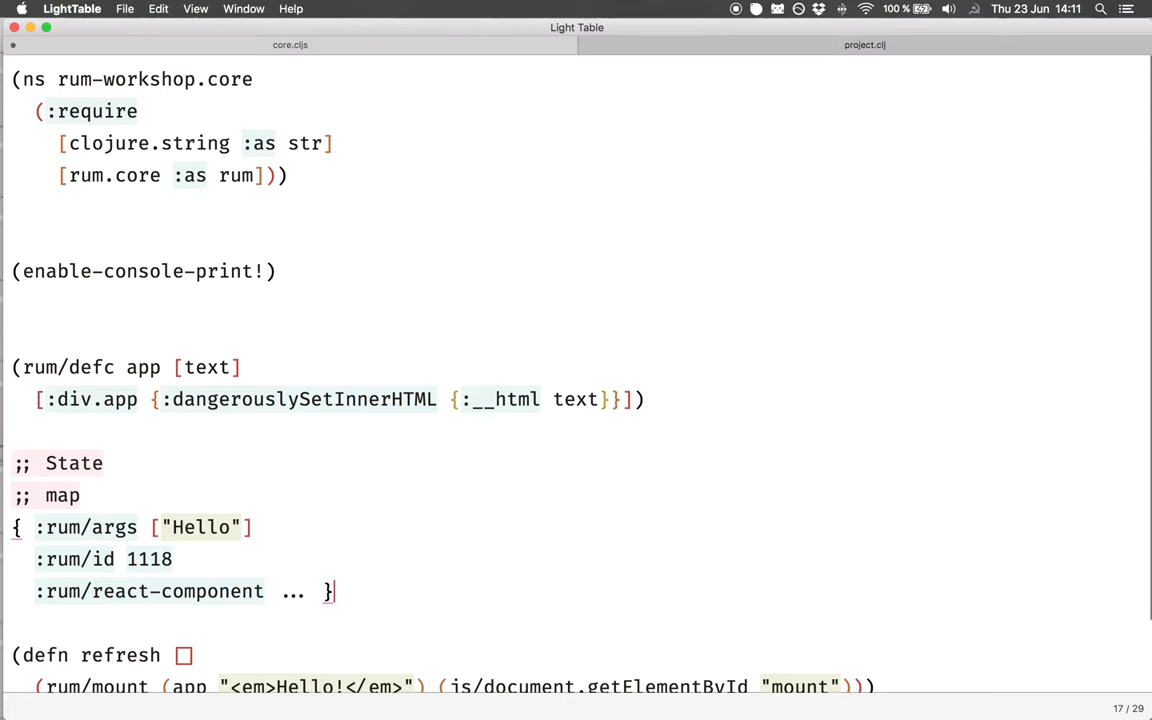 LightTable File Edit View Window Help 100 % Thu 23 Jun 14:11
Light Table
core.cljs project.clj
(ns rum-workshop.core
(:require
[clojure.string :as str]
[rum.core :as rum]))
(enable-console-print!)
(rum/defc app [text]
[:div.app {:dangerouslySetInnerHTML {:__html text}}])
;; State
;; map
{ :rum/args ["Hello"]
:rum/id 1118
:rum/react-component ... }
(defn refresh []
(rum/mount (app "<em>Hello!</em>") (js/document.getElementById "mount")))
17 / 29